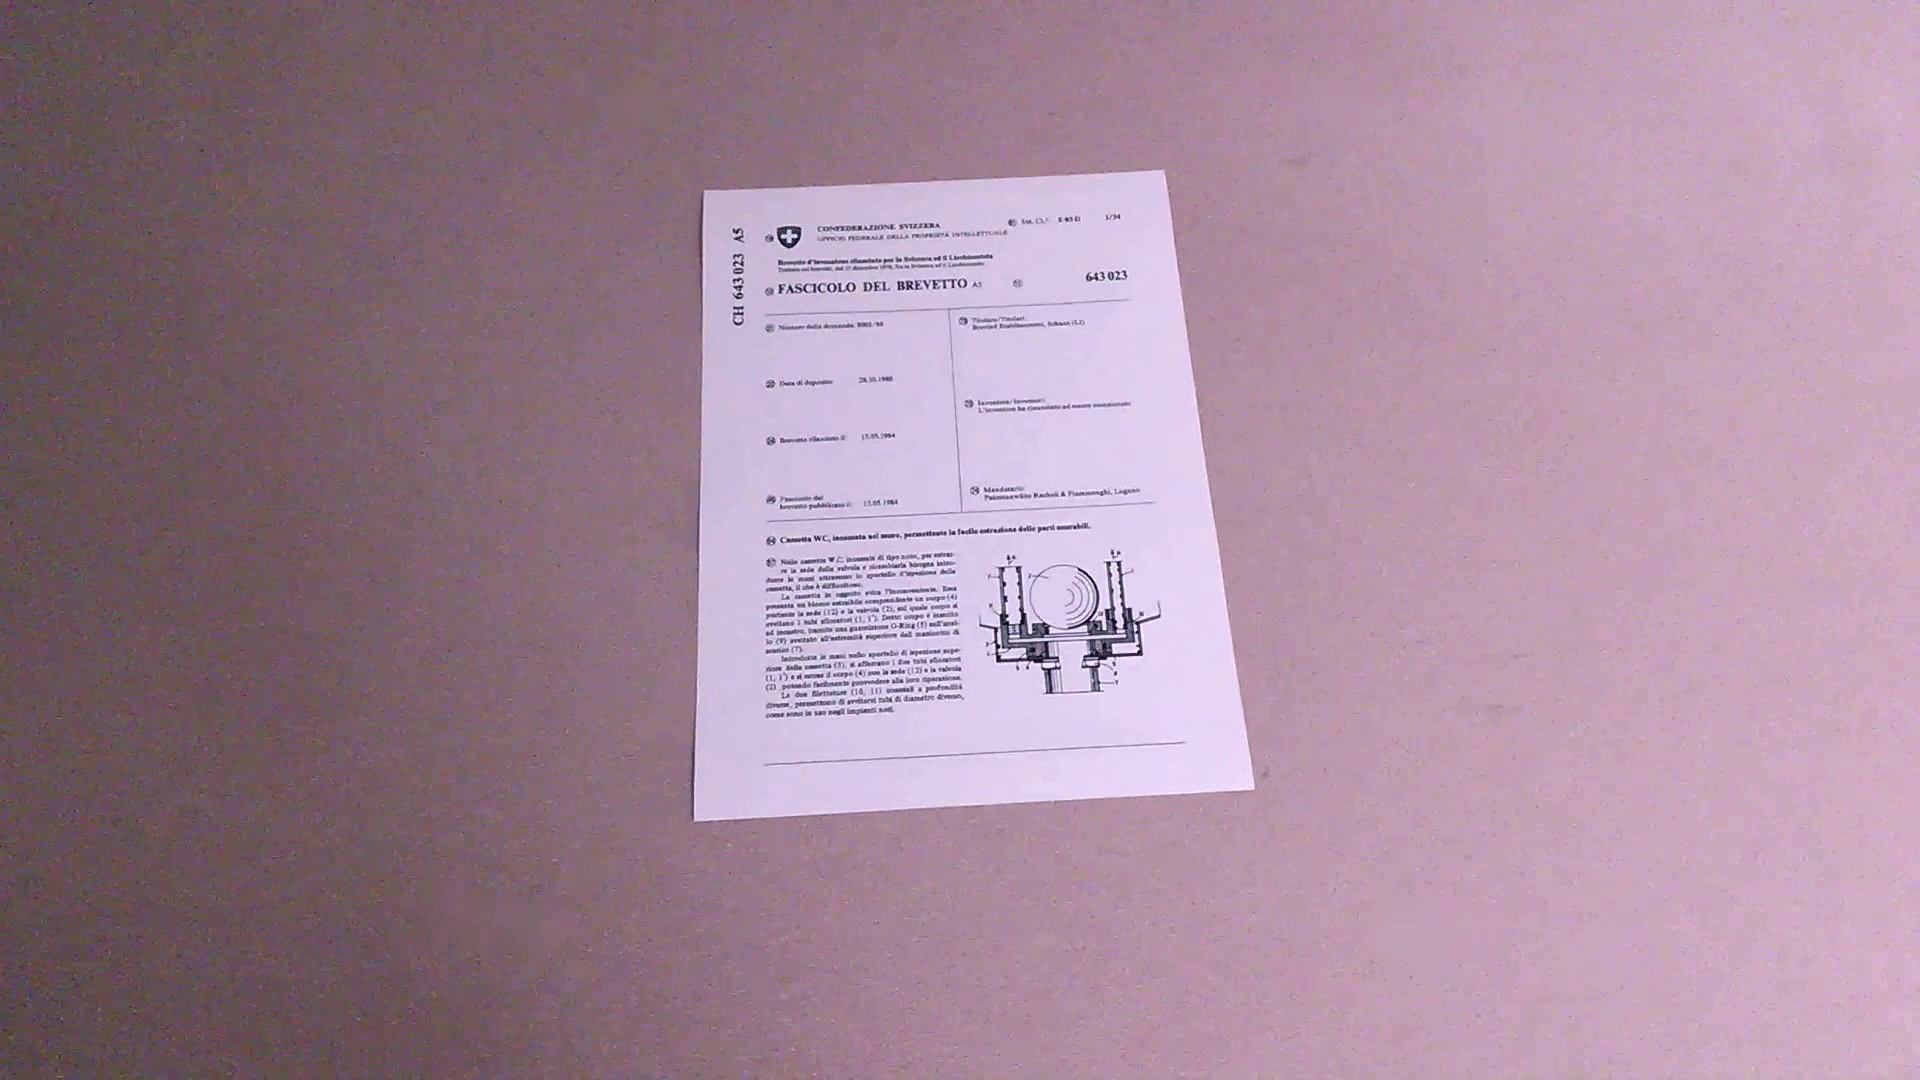 CH 643 023 A5
CONFEDERAZIONE SVIZZERA
UFFICIO FEDERALE DELLA PROPRIETÀ INTELLETTUALE
Int. Cl.³: E 03 D 1/34
Brevetto d'invenzione rilasciato per la Svizzera ed il Liechtenstein
Trattato sui brevetti, del 22 dicembre 1978, fra la Svizzera ed il Liechtenstein
FASCICOLO DEL BREVETTO A5
643 023
Numero della domanda:
Titolare/Titolari:
Etablissement, Schaan (LI)
Data di deposito: 28.10.1980
Inventore/Inventori:
L'inventore ha rinunciato ad essere menzionato
Brevetto rilasciato il: 15.05.1984
Fascicolo del
brevetto pubblicato il: 15.05.1984
Mandatario:
Patentanwälte & Fiammenghi, Lugano
Cassetta WC, incassata nel muro, permettente la facile estrazione delle parti usurabili.
Nelle cassette W.C. incassate di tipo noto, per estrar-
re la sede della valvola e ricambiarla bisogna intro-
durre le mani attraverso lo sportello d'ispezione della
cassetta, il che è difficoltoso.
La cassetta in oggetto evita l'inconveniente. Essa
presenta un blocco estraibile comprendente un corpo (4)
portante la sede (12) e la valvola (2), sul quale corpo si
avvitano i tubi sfioratori (1, 1'). Detto corpo è inserito
ad incastro, tramite una guarnizione O-Ring (5) sull'anel-
lo (9) avvitato all'estremità superiore del manicotto di
scarico (7).
Introdotte le mani nello sportello di ispezione supe-
riore della cassetta (3), si afferrano i due tubi sfioratori
(1, 1') e si estrae il corpo (4) con la sede (12) e la valvola
(2) potendo facilmente provvedere alla loro riparazione.
Le due filettature (10, 11) coassiali a profondità
diverse, permettono di avvitarvi tubi di diametro diverso,
come sono in uso negli impianti noti.